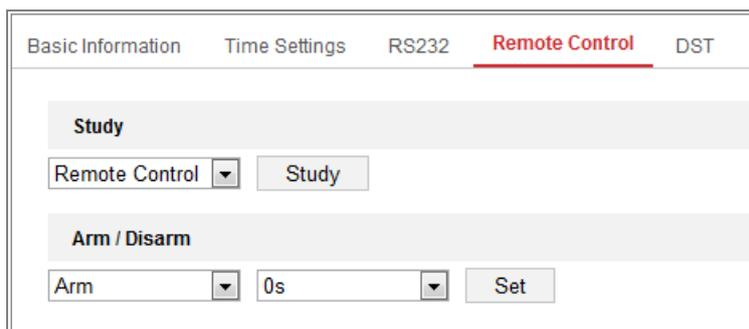 Basic Information Time Settings RS232 Remote Control DST
Study
Remote Control Study
Arm / Disarm
Arm 0s Set